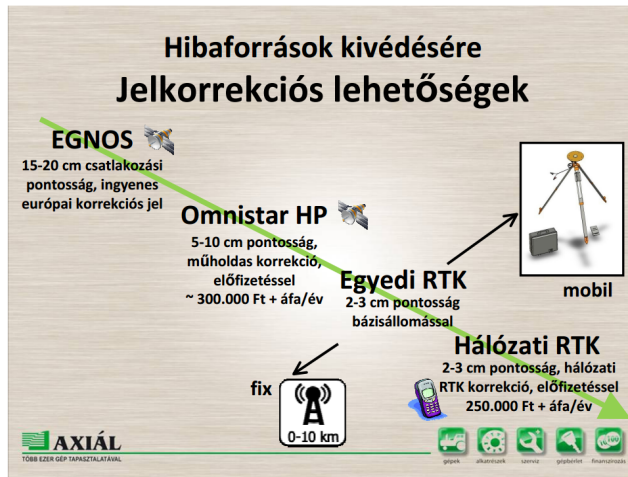 Hibaforrások kivédésére
Jelkorrekciós lehetőségek
EGNOS
15-20 cm csatlakozási
pontosság, ingyenes
európai korrekciós jel
Omnistar HP
5-10 cm pontosság,
műholdas korrekció,
előfizetéssel
~ 300.000 Ft + áfa/év
Egyedi RTK
2-3 cm pontosság
bázisállomással
mobil
fix
0-10 km
Hálózati RTK
2-3 cm pontosság, hálózati
RTK korrekció, előfizetéssel
250.000 Ft + áfa/év
AXIÁL
TÖBB EZER GÉP TAPASZTALATÁVAL
gépek alkatrészek szerviz gépbérlet finanszírozás